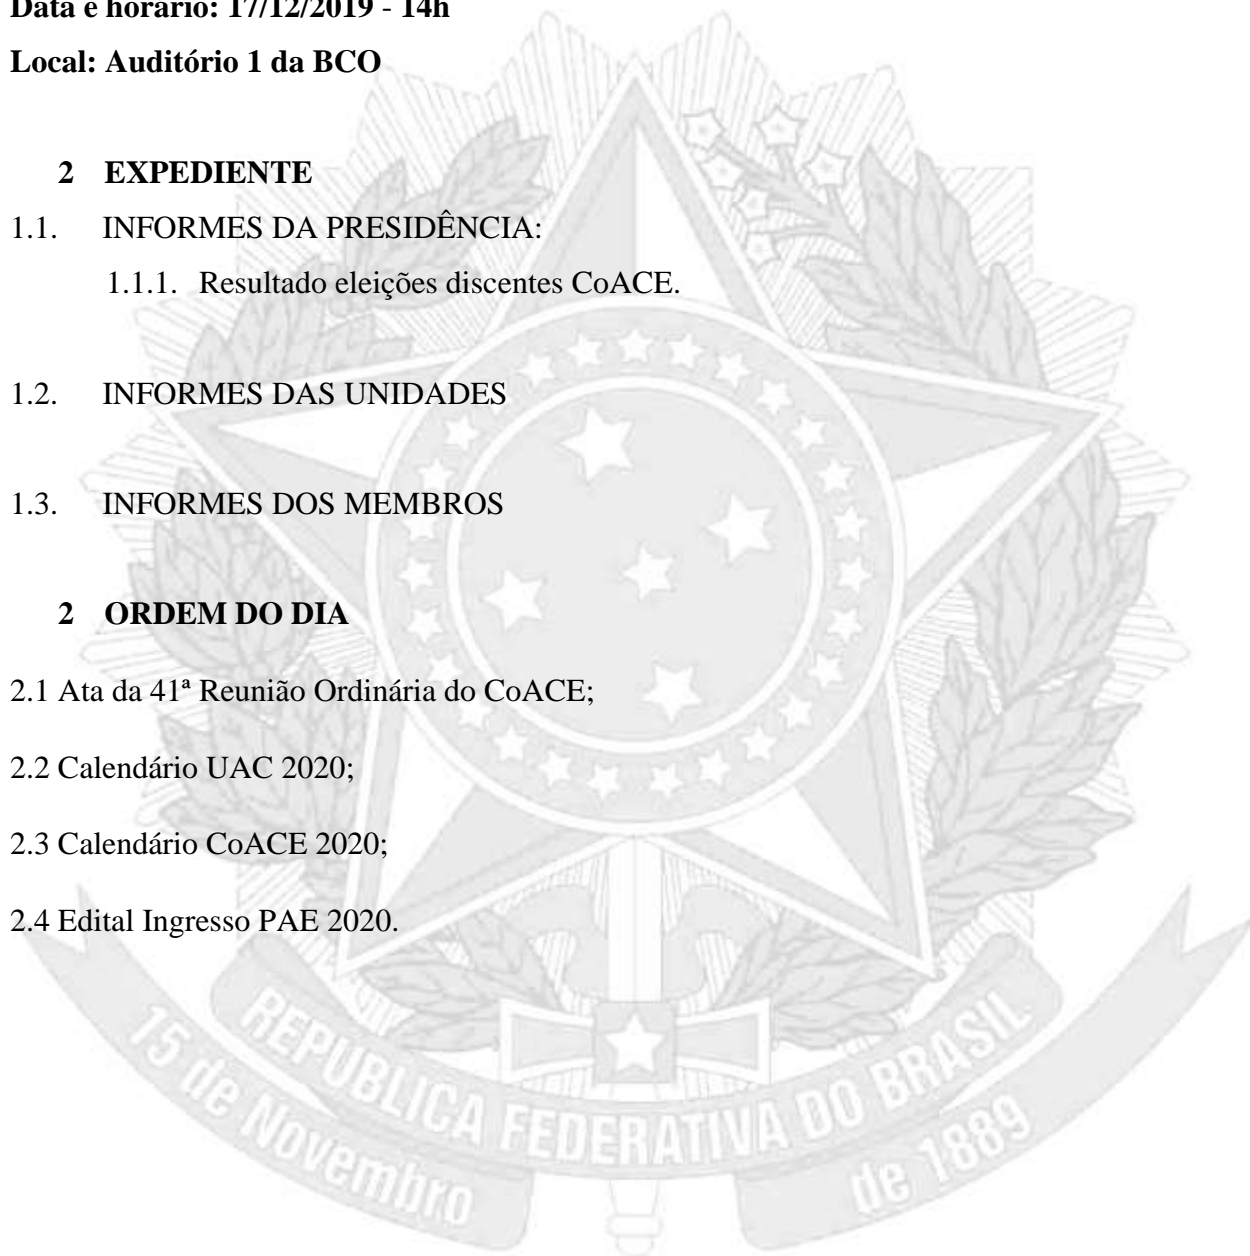 Data e horário: 17/12/2019 - 14h
Local: Auditório 1 da BCO
2 EXPEDIENTE
1.1. INFORMES DA PRESIDÊNCIA:
1.1.1. Resultado eleições discentes CoACE.
1.2. INFORMES DAS UNIDADES
1.3. INFORMES DOS MEMBROS
2 ORDEM DO DIA
2.1 Ata da 41ª Reunião Ordinária do CoACE;
2.2 Calendário UAC 2020;
2.3 Calendário CoACE 2020;
2.4 Edital Ingresso PAE 2020.
REPUBLICA FEDERATIVA DO BRASIL
15 de Novembro de 1889